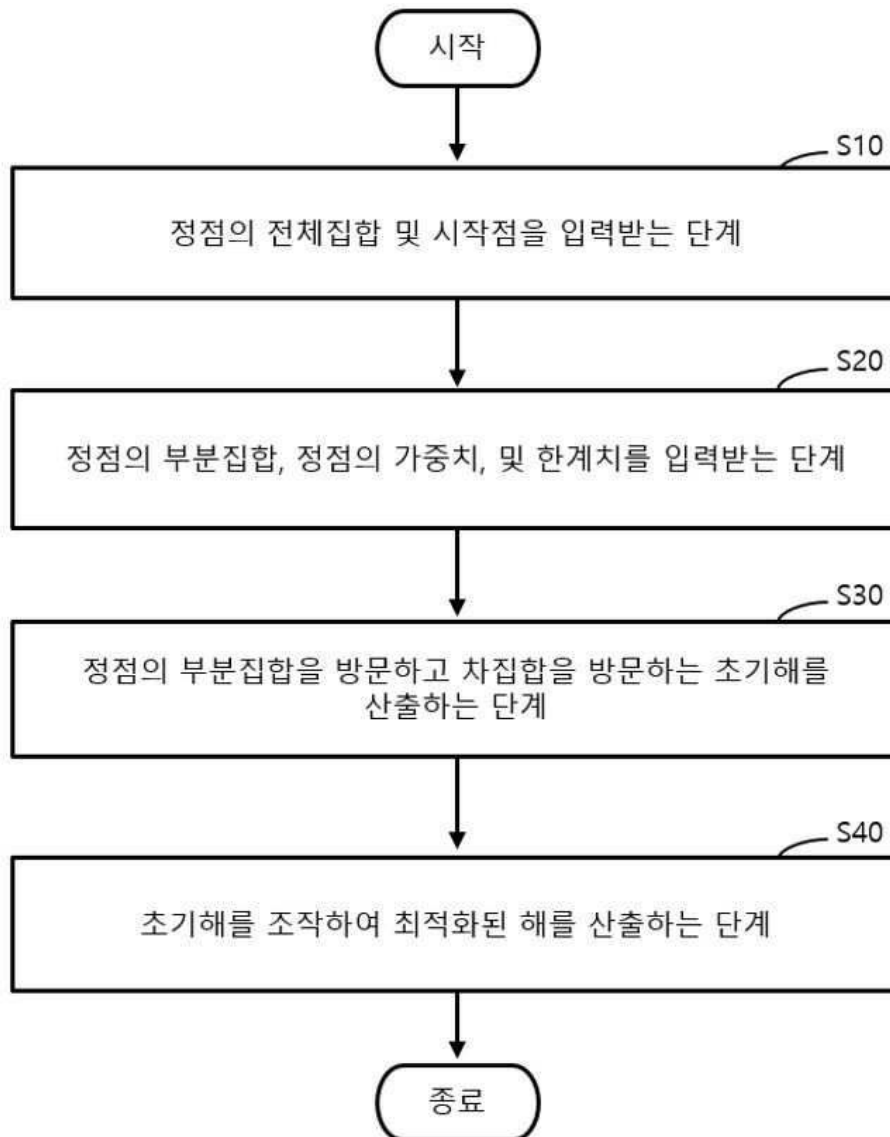 시작
S10
정점의 전체집합 및 시작점을 입력받는 단계
S20
정점의 부분집합, 정점의 가중치, 및 한계치를 입력받는 단계
S30
정점의 부분집합을 방문하고 차집합을 방문하는 초기해를
산출하는 단계
S40
초기해를 조작하여 최적화된 해를 산출하는 단계
종료